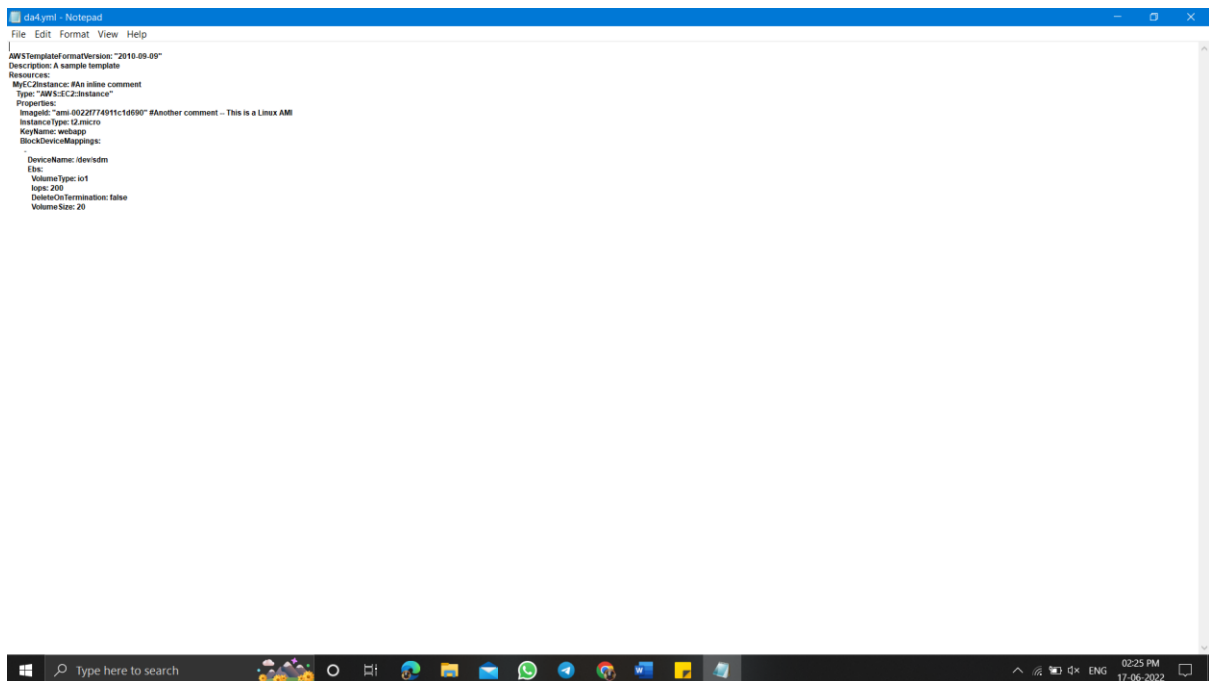 da4.yml - Notepad
File Edit Format View Help
AWSTemplateFormatVersion: "2010-09-09"
Description: A sample template
Resources:
MyEC2Instance: #An inline comment
Type: "AWS::EC2::Instance"
Properties:
ImageId: "ami-0022f774911c1d690" #Another comment -- This is a Linux AMI
InstanceType: t2.micro
KeyName: webapp
BlockDeviceMappings:
-
DeviceName: /dev/sdm
Ebs:
VolumeType: io1
Iops: 200
DeleteOnTermination: false
VolumeSize: 20
Type here to search
ENG
02:25 PM
17-06-2022